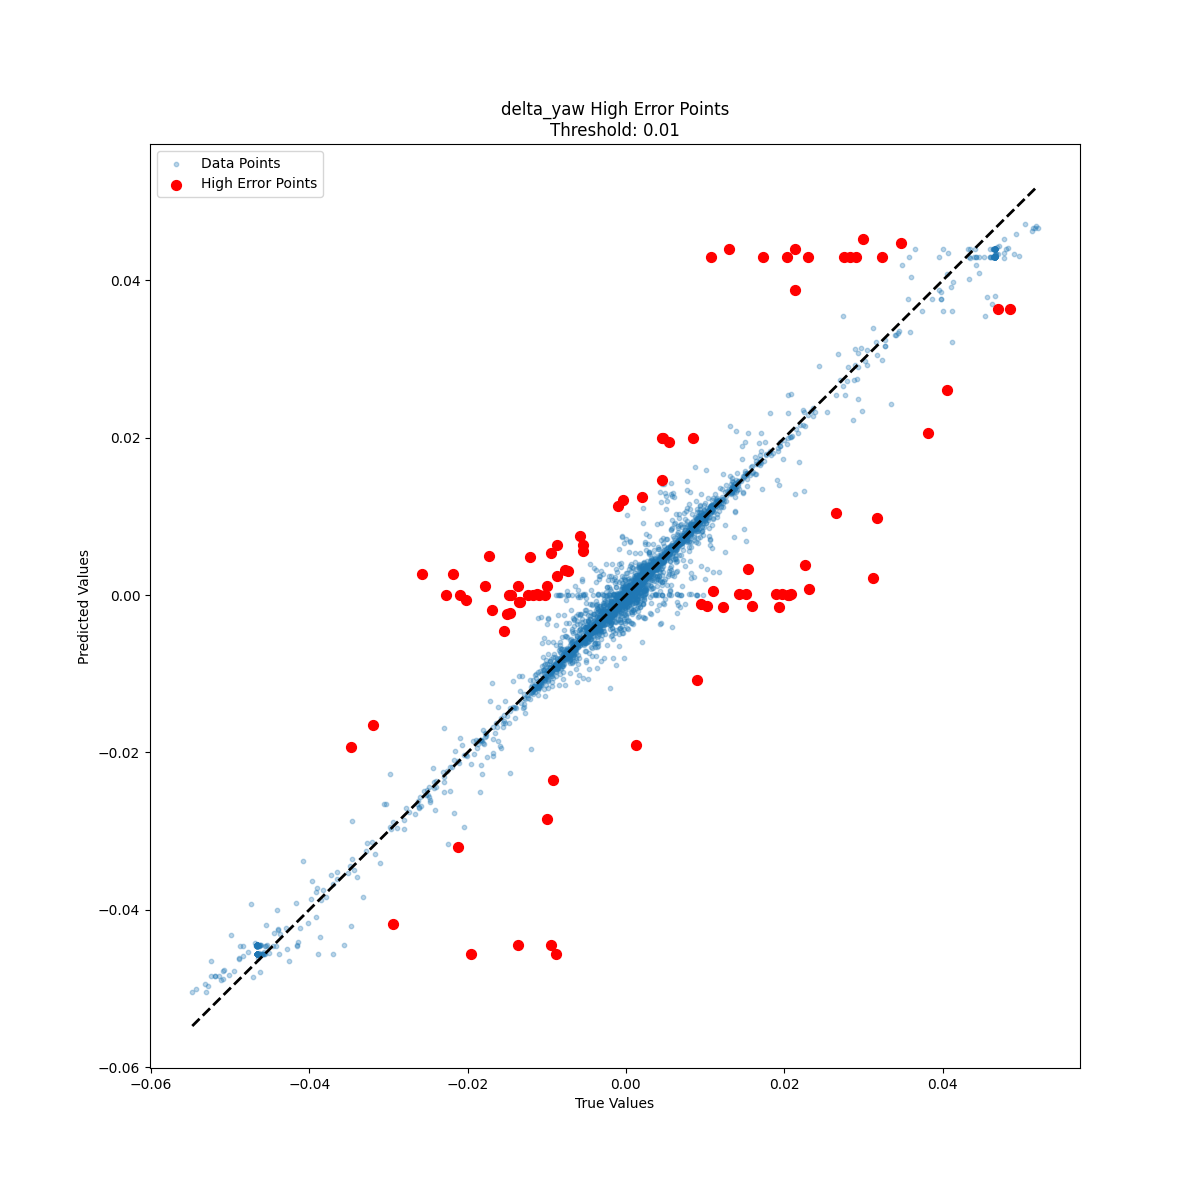 delta_yaw High Error Points
Threshold: 0.01
Data Points
High Error Points
0.04
0.02
0.00
−0.02
−0.04
−0.06
Predicted Values
−0.06 −0.04 −0.02 0.00 0.02 0.04
True Values